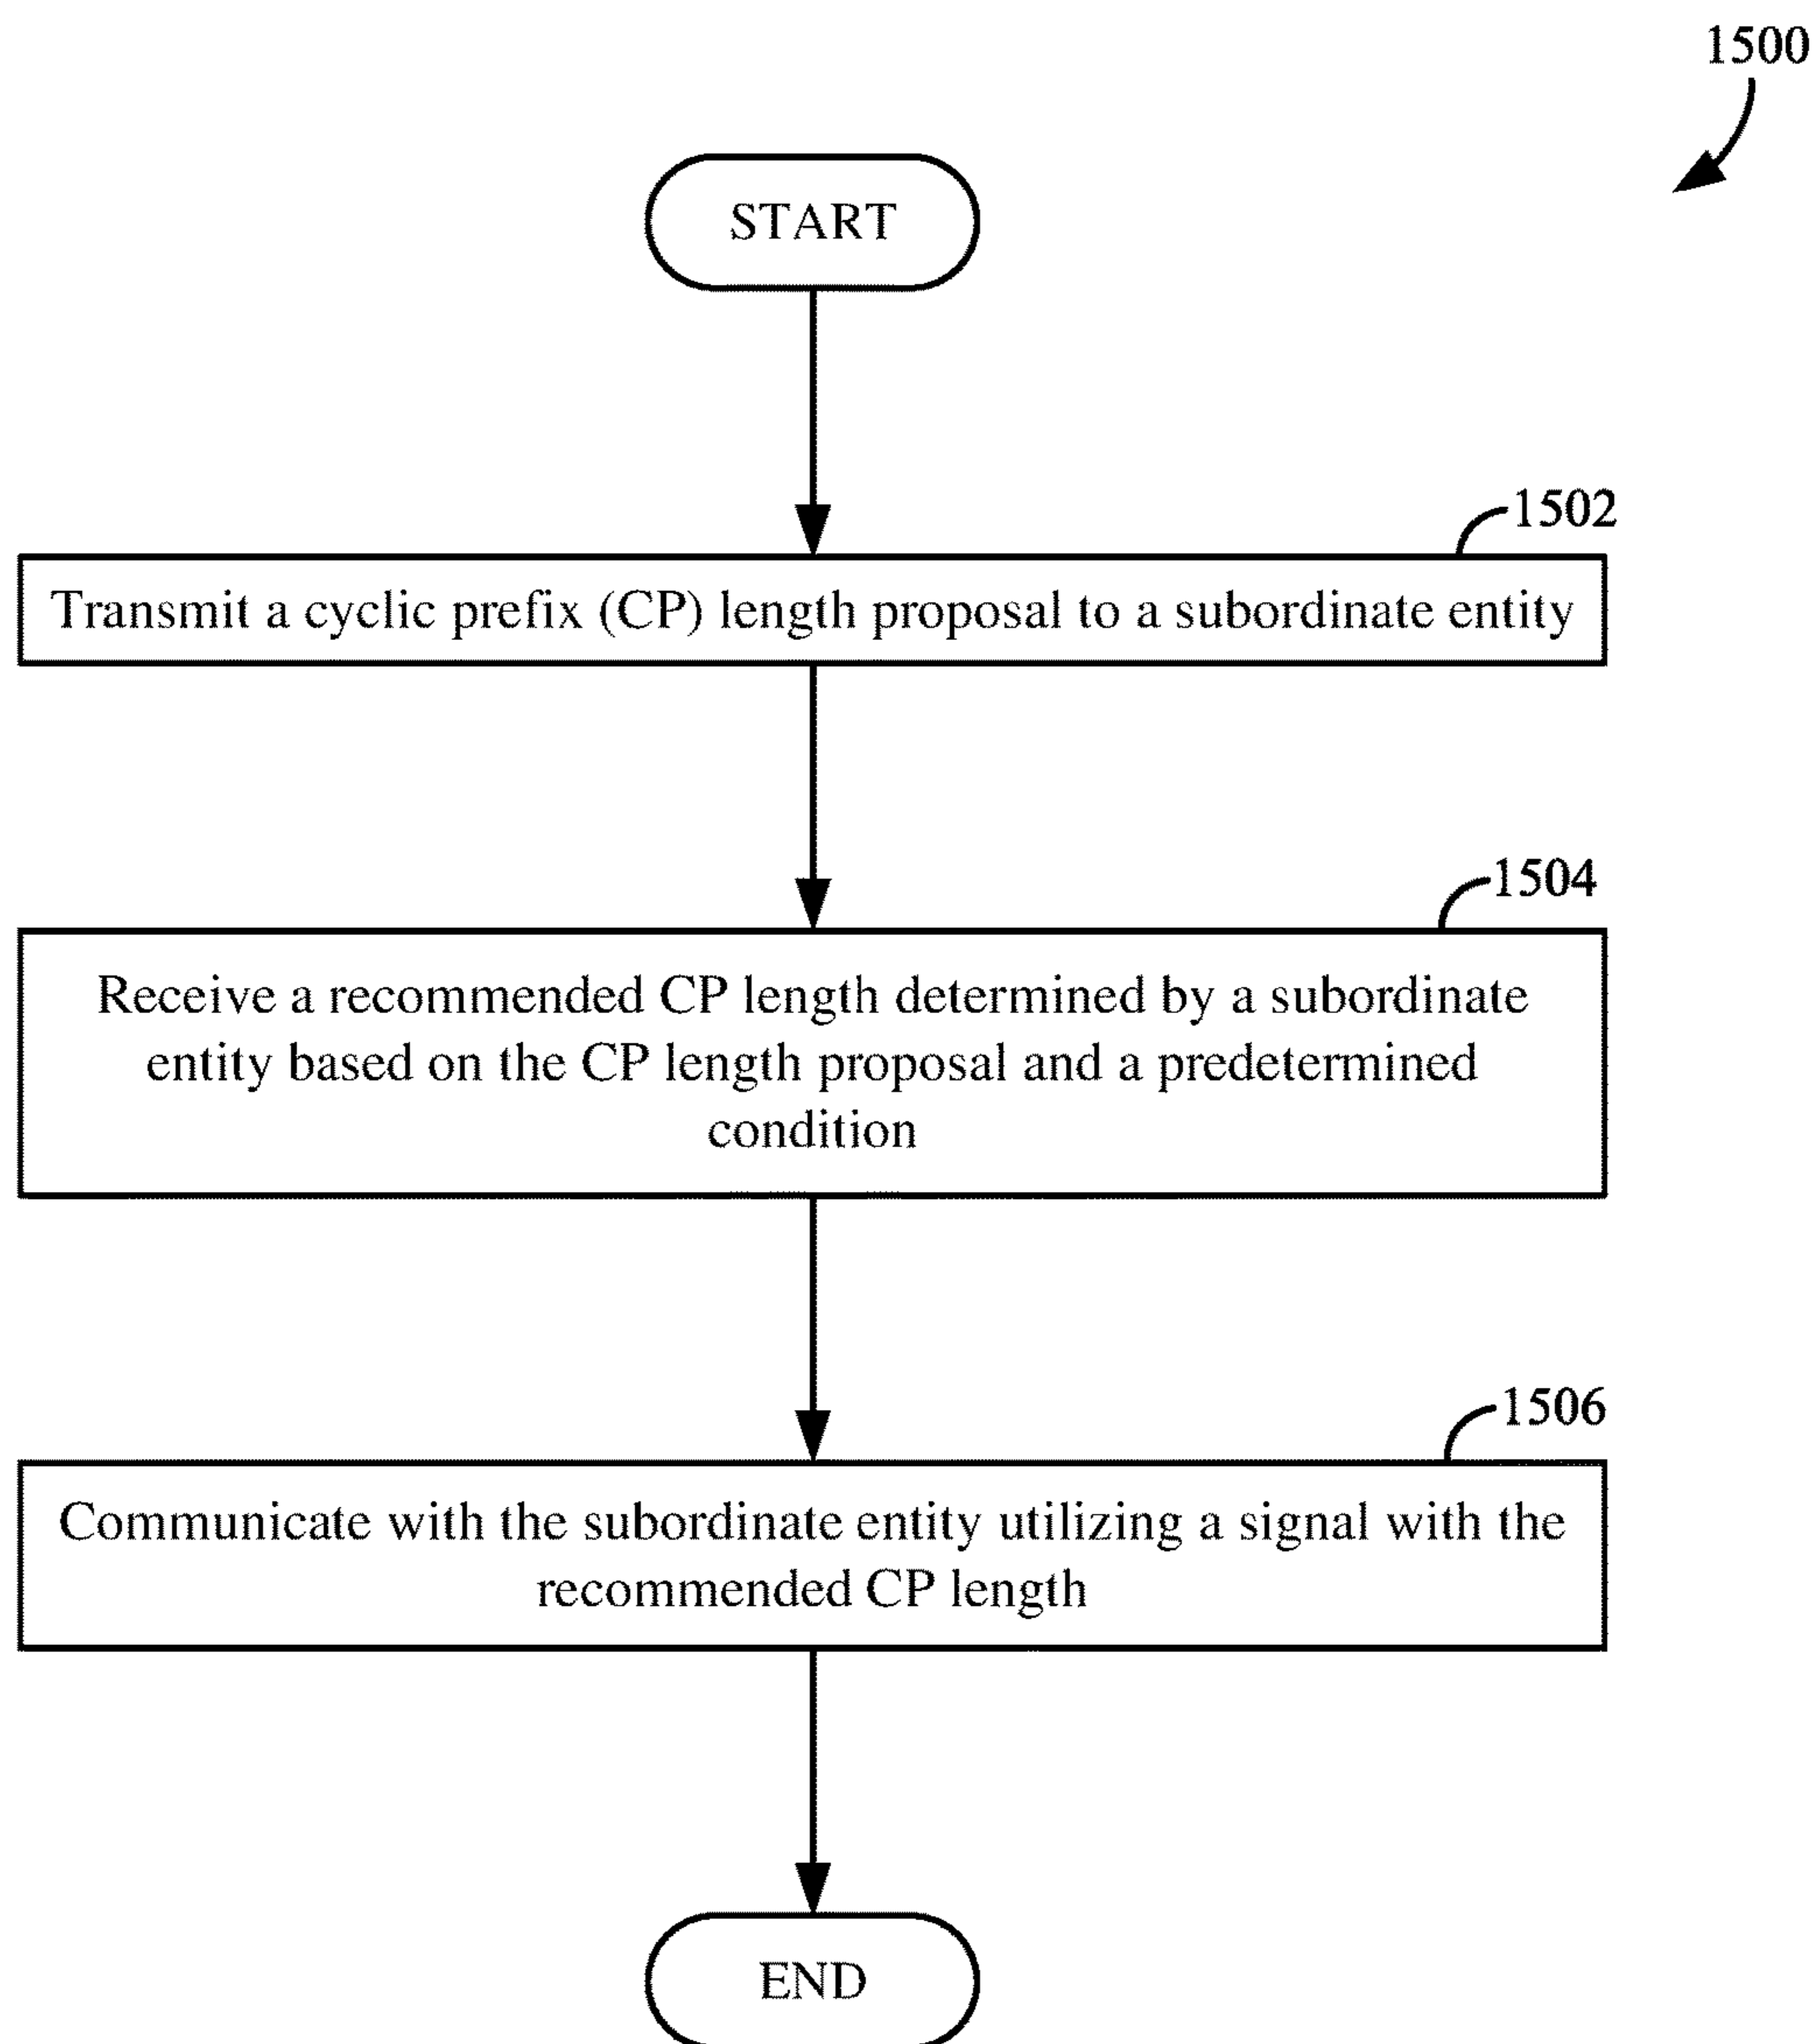 1500
START
1502
Transmit a cyclic prefix (CP) length proposal to a subordinate entity
1504
Receive a recommended CP length determined by a subordinate
entity based on the CP length proposal and a predetermined
condition
1506
Communicate with the subordinate entity utilizing a signal with the
recommended CP length
END